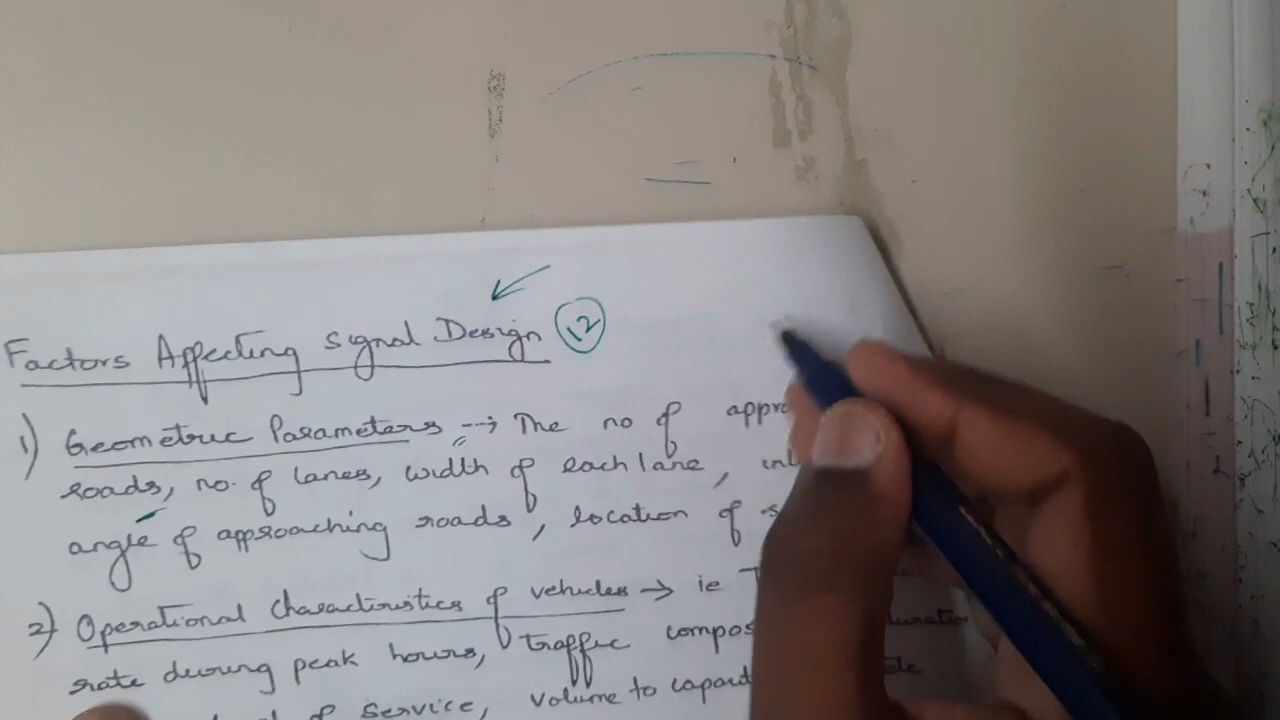 Factors Affecting Signal Design 12
1) Geometric Parameters --> The no of
roads, no. of lanes, width of each lane,
angle of approaching roads, location of
2) Operational Characteristics of vehicles → ie
rate during peak hours, traffic
of service, volume to